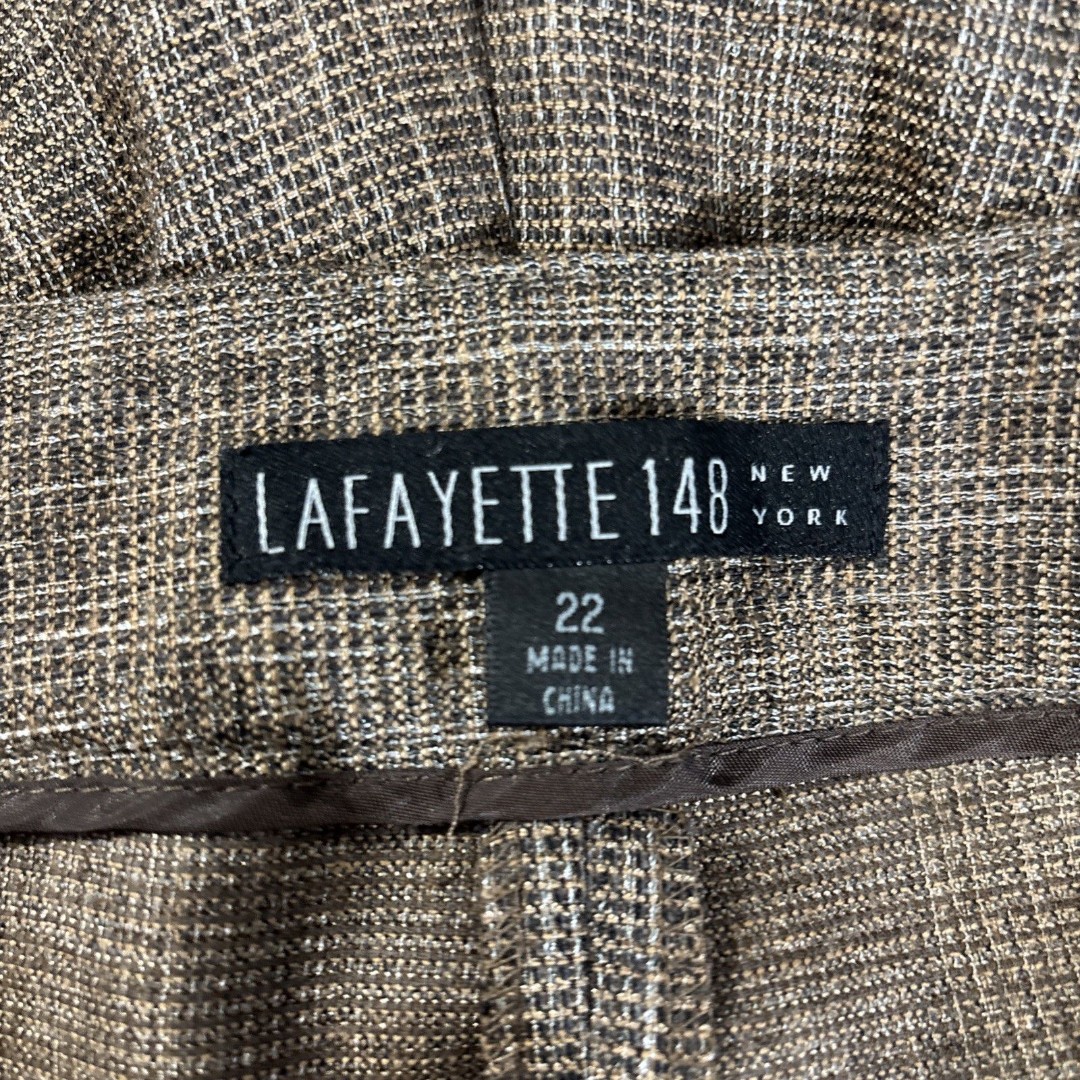 LAFAYETTE 148 NEW YORK
22
MADE IN
CHINA